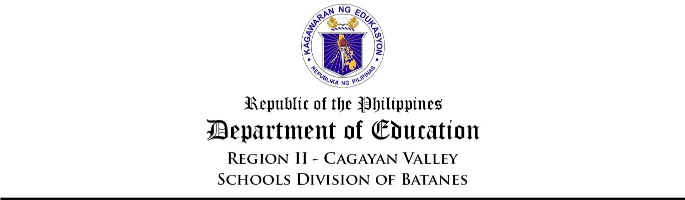 KAGAWARAN NG EDUKASYON
REPUBLIKA NG PILIPINAS
Republic of the Philippines
Department of Education
REGION II - CAGAYAN VALLEY
SCHOOLS DIVISION OF BATANES